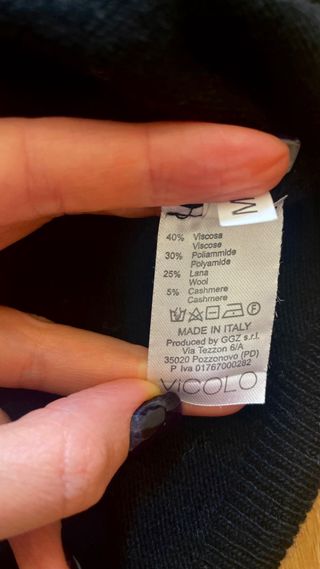 M
40% Viscosa
Viscose
30% Poliammide
Polyamide
25% Lana
Wool
5% Cashmere
Cashmere
MADE IN ITALY
Produced by GGZ s.r.l.
Via Tezzon 6/A
35020 Pozzonovo (PD)
P Iva 01767000282
ViCOLO